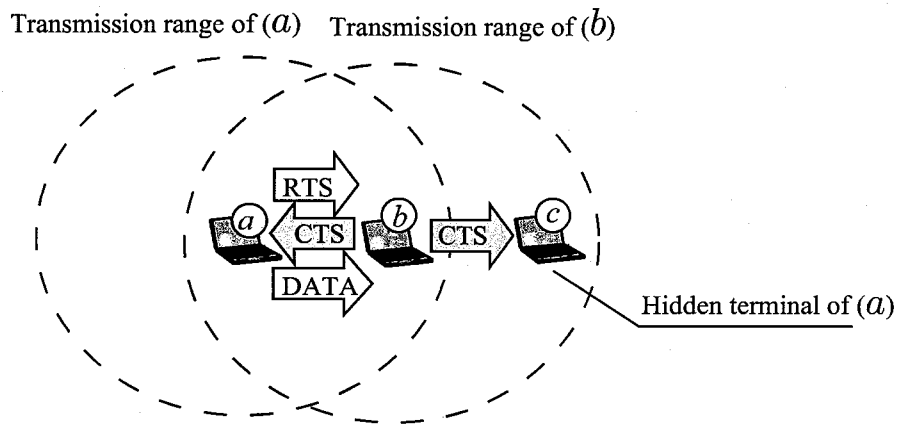 Transmission range of (a)
Transmission range of (b)
RTS
a
CTS
b
CTS
c
DATA
Hidden terminal of (a)